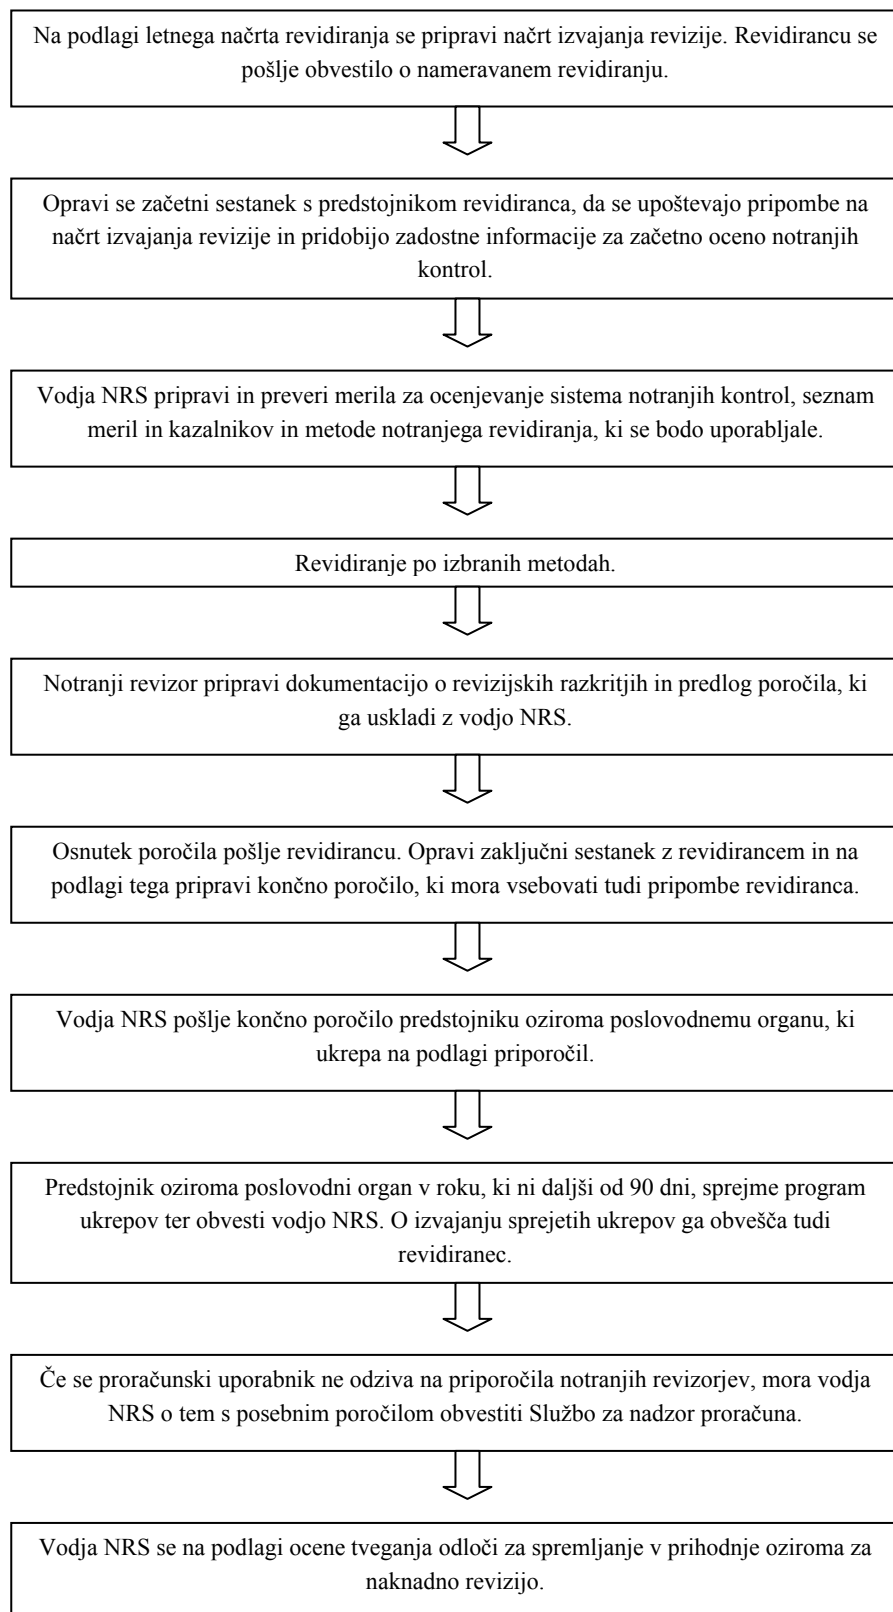 Na podlagi letnega načrta revidiranja se pripravi načrt izvajanja revizije. Revidirancu se
pošlje obvestilo o nameravanem revidiranju.
Opravi se začetni sestanek s predstojnikom revidiranca, da se upoštevajo pripombe na
načrt izvajanja revizije in pridobijo zadostne informacije za začetno oceno notranjih
kontrol.
Vodja NRS pripravi in preveri merila za ocenjevanje sistema notranjih kontrol, seznam
meril in kazalnikov in metode notranjega revidiranja, ki se bodo uporabljale.
Revidiranje po izbranih metodah.
Notranji revizor pripravi dokumentacijo o revizijskih razkritjih in predlog poročila, ki
ga uskladi z vodjo NRS.
Osnutek poročila pošlje revidirancu. Opravi zaključni sestanek z revidirancem in na
podlagi tega pripravi končno poročilo, ki mora vsebovati tudi pripombe revidiranca.
Vodja NRS pošlje končno poročilo predstojniku oziroma poslovodnemu organu, ki
ukrepa na podlagi priporočil.
Predstojnik oziroma poslovodni organ v roku, ki ni daljši od 90 dni, sprejme program
ukrepov ter obvesti vodjo NRS. O izvajanju sprejetih ukrepov ga obvešča tudi
revidiranec.
Če se proračunski uporabnik ne odziva na priporočila notranjih revizorjev, mora vodja
NRS o tem s posebnim poročilom obvestiti Službo za nadzor proračuna.
Vodja NRS se na podlagi ocene tveganja odloči za spremljanje v prihodnje oziroma za
naknadno revizijo.